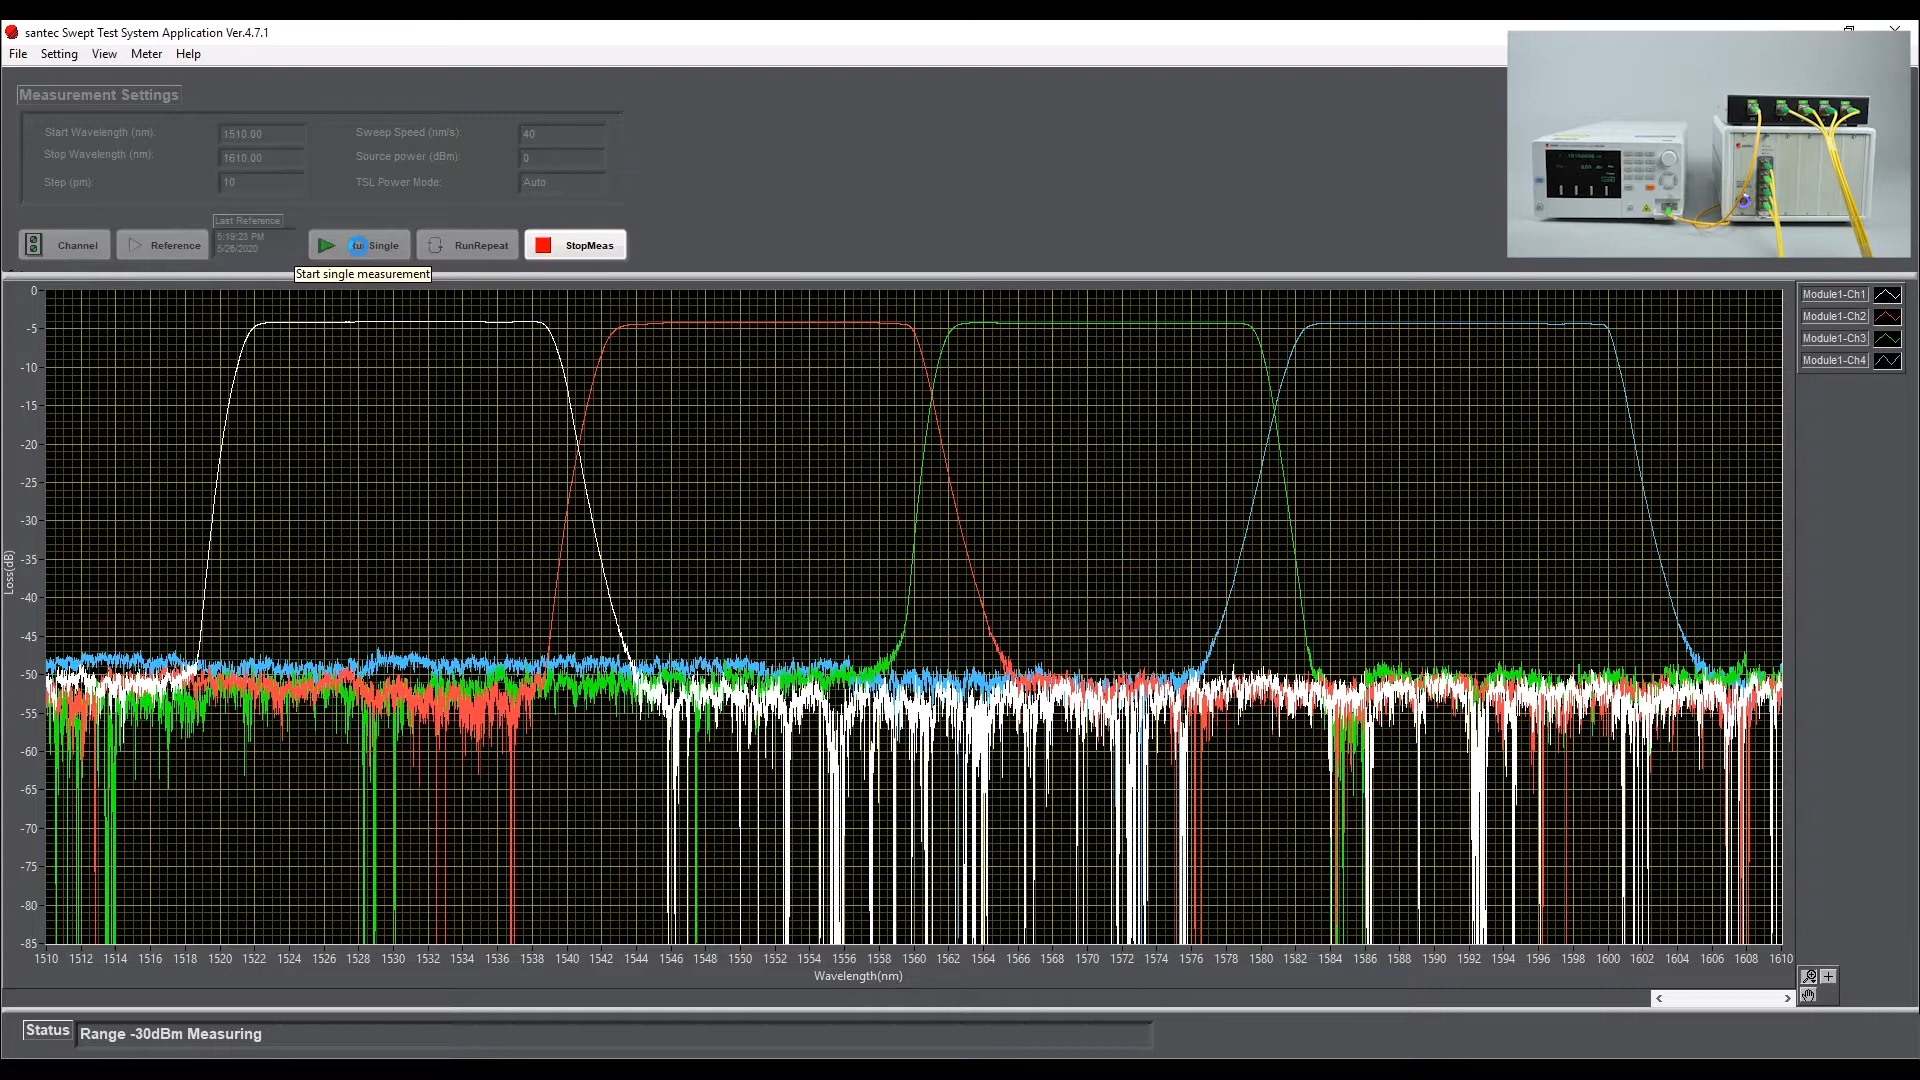 santec Swept Test System Application Ver.4.7.1
File Setting View Meter Help
Measurement Settings
Start Wavelength (nm): 1510.00 Sweep Speed (nm/s): 40
Stop Wavelength (nm): 1610.00 Source power (dBm): 0
Step (pm): 10 TSL Power Mode: Auto
Last Reference
5:19:23 PM
5/26/2020
Channel Reference Single RunRepeat StopMeas
Start single measurement
Module1-Ch1
Module1-Ch2
Module1-Ch3
Module1-Ch4
Loss(dB)
0
-5
-10
-15
-20
-25
-30
-35
-40
-45
-50
-55
-60
-65
-70
-75
-80
-85
1510 1512 1514 1516 1518 1520 1522 1524 1526 1528 1530 1532 1534 1536 1538 1540 1542 1544 1546 1548 1550 1552 1554 1556 1558 1560 1562 1564 1566 1568 1570 1572 1574 1576 1578 1580 1582 1584 1586 1588 1590 1592 1594 1596 1598 1600 1602 1604 1606 1608 1610
Wavelength(nm)
Status Range -30dBm Measuring